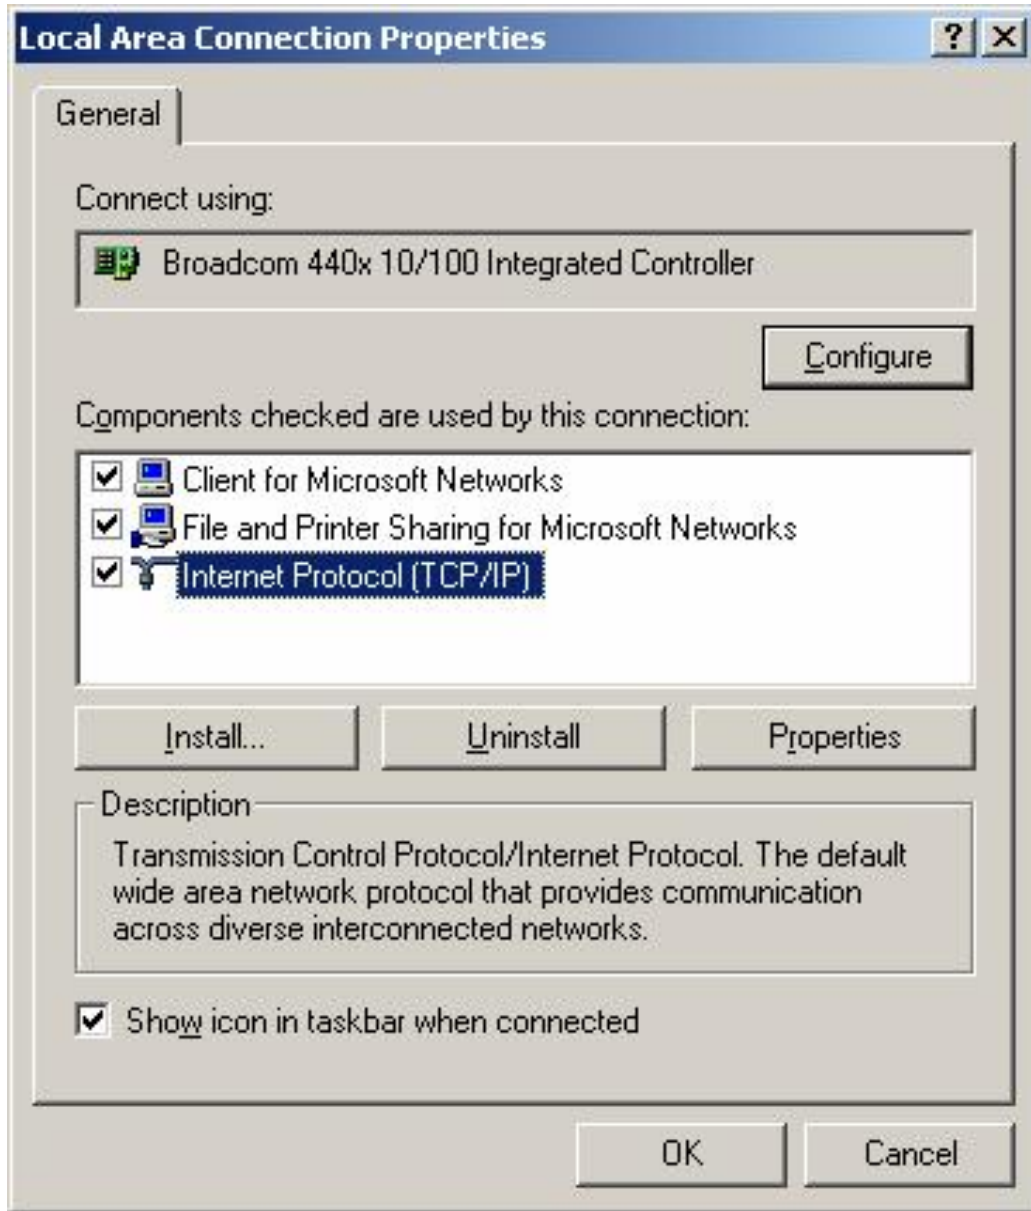 Local Area Connection Properties
General
Connect using:
Broadcom 440x 10/100 Integrated Controller
Configure
Components checked are used by this connection:
Client for Microsoft Networks
File and Printer Sharing for Microsoft Networks
Internet Protocol (TCP/IP)
Install... Uninstall Properties
Description
Transmission Control Protocol/Internet Protocol. The default
wide area network protocol that provides communication
across diverse interconnected networks.
Show icon in taskbar when connected
OK Cancel